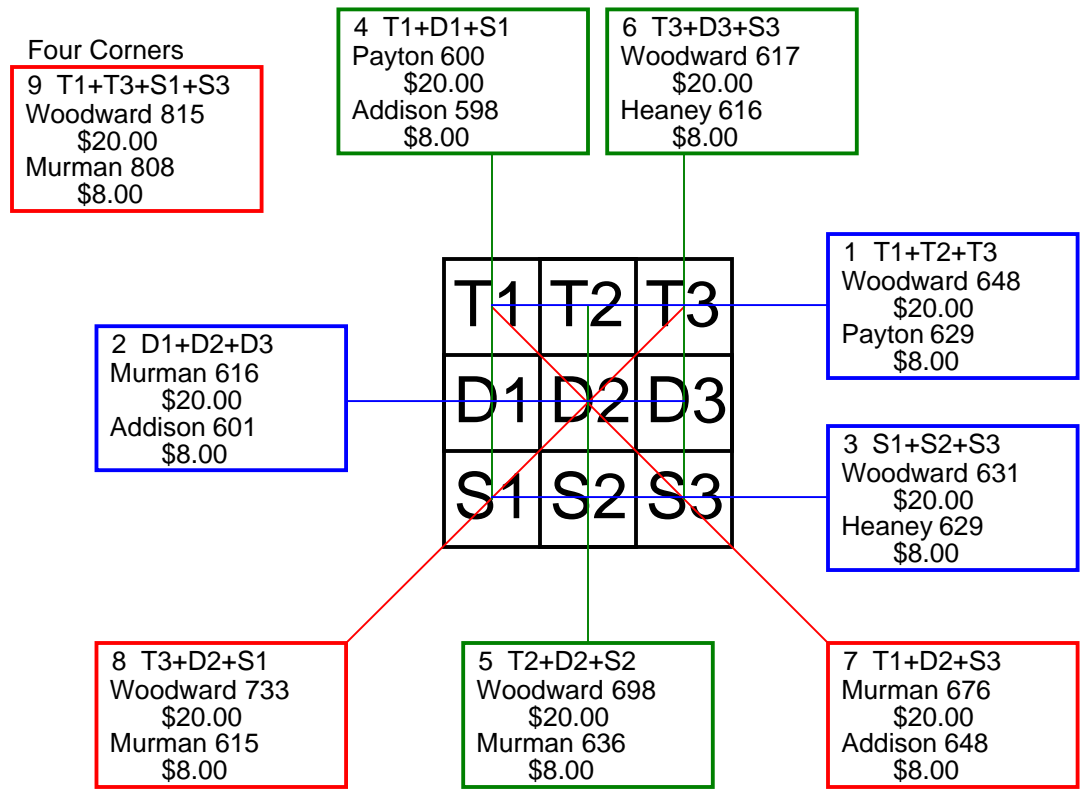 Four Corners
9 T1+T3+S1+S3
Woodward 815
$20.00
Murman 808
$8.00
4 T1+D1+S1
Payton 600
$20.00
Addison 598
$8.00
6 T3+D3+S3
Woodward 617
$20.00
Heaney 616
$8.00
1 T1+T2+T3
Woodward 648
$20.00
Payton 629
$8.00
2 D1+D2+D3
Murman 616
$20.00
Addison 601
$8.00
T1 T2 T3
D1 D2 D3
S1 S2 S3
3 S1+S2+S3
Woodward 631
$20.00
Heaney 629
$8.00
8 T3+D2+S1
Woodward 733
$20.00
Murman 615
$8.00
5 T2+D2+S2
Woodward 698
$20.00
Murman 636
$8.00
7 T1+D2+S3
Murman 676
$20.00
Addison 648
$8.00